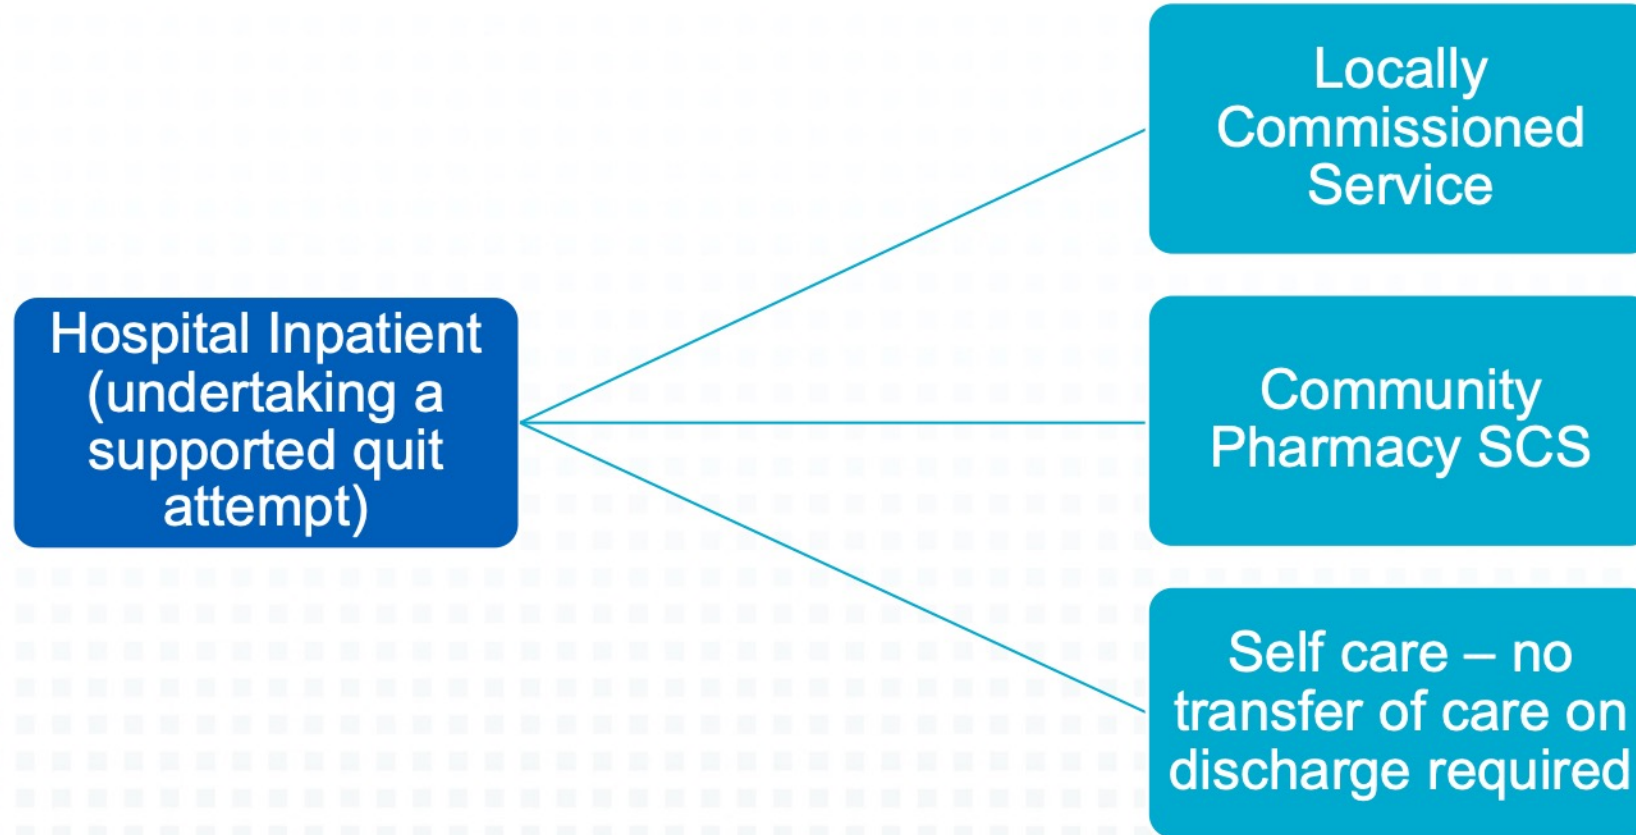 Hospital Inpatient
(undertaking a
supported quit
attempt)
Locally
Commissioned
Service
Community
Pharmacy SCS
Self care – no
transfer of care on
discharge required